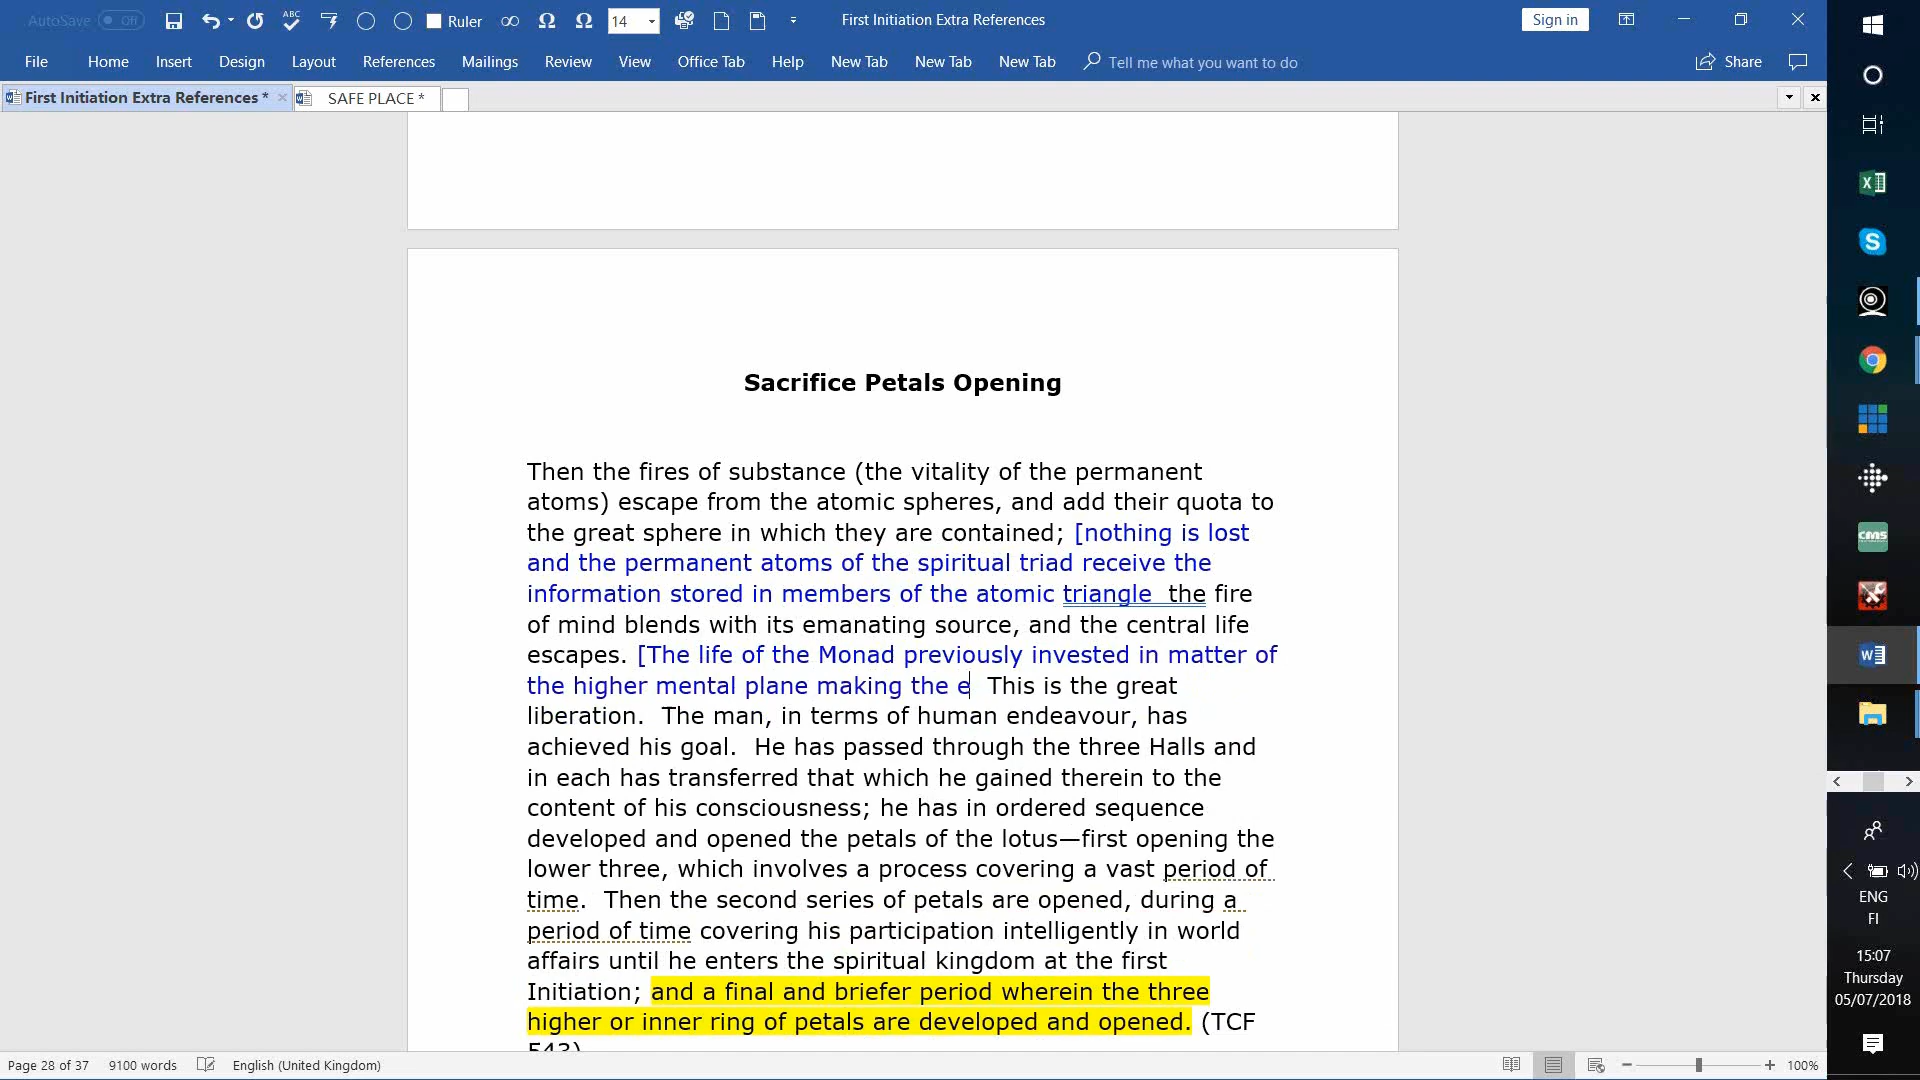 AutoSave Off ABC Ruler 14 First Initiation Extra References Sign in
File Home Insert Design Layout References Mailings Review View Office Tab Help New Tab New Tab New Tab Tell me what you want to do Share
First Initiation Extra References * SAFE PLACE *
Sacrifice Petals Opening
Then the fires of substance (the vitality of the permanent
atoms) escape from the atomic spheres, and add their quota to
the great sphere in which they are contained; [nothing is lost
and the permanent atoms of the spiritual triad receive the
information stored in members of the atomic triangle  the fire
of mind blends with its emanating source, and the central life
escapes. [The life of the Monad previously invested in matter of
the higher mental plane making the e  This is the great
liberation.  The man, in terms of human endeavour, has
achieved his goal.  He has passed through the three Halls and
in each has transferred that which he gained therein to the
content of his consciousness; he has in ordered sequence
developed and opened the petals of the lotus—first opening the
lower three, which involves a process covering a vast period of
time.  Then the second series of petals are opened, during a
period of time covering his participation intelligently in world
affairs until he enters the spiritual kingdom at the first
Initiation; and a final and briefer period wherein the three
higher or inner ring of petals are developed and opened. (TCF
543)
Page 28 of 37 9100 words English (United Kingdom) 100%
cms
ENG
FI
15:07
Thursday
05/07/2018